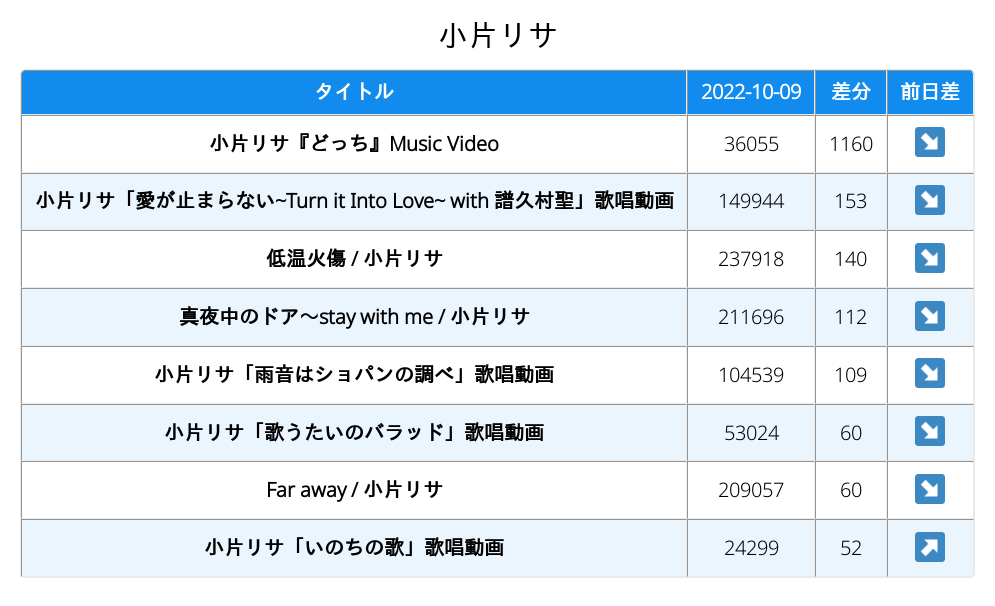 小片リサ
タイトル 2022-10-09 差分 前日差
小片リサ『どっち』Music Video 36055 1160 ↘
小片リサ「愛が止まらない~Turn it Into Love~ with 譜久村聖」歌唱動画 149944 153 ↘
低温火傷 / 小片リサ 237918 140 ↘
真夜中のドア〜stay with me / 小片リサ 211696 112 ↘
小片リサ「雨音はショパンの調べ」歌唱動画 104539 109 ↘
小片リサ「歌うたいのバラッド」歌唱動画 53024 60 ↘
Far away / 小片リサ 209057 60 ↘
小片リサ「いのちの歌」歌唱動画 24299 52 ↗